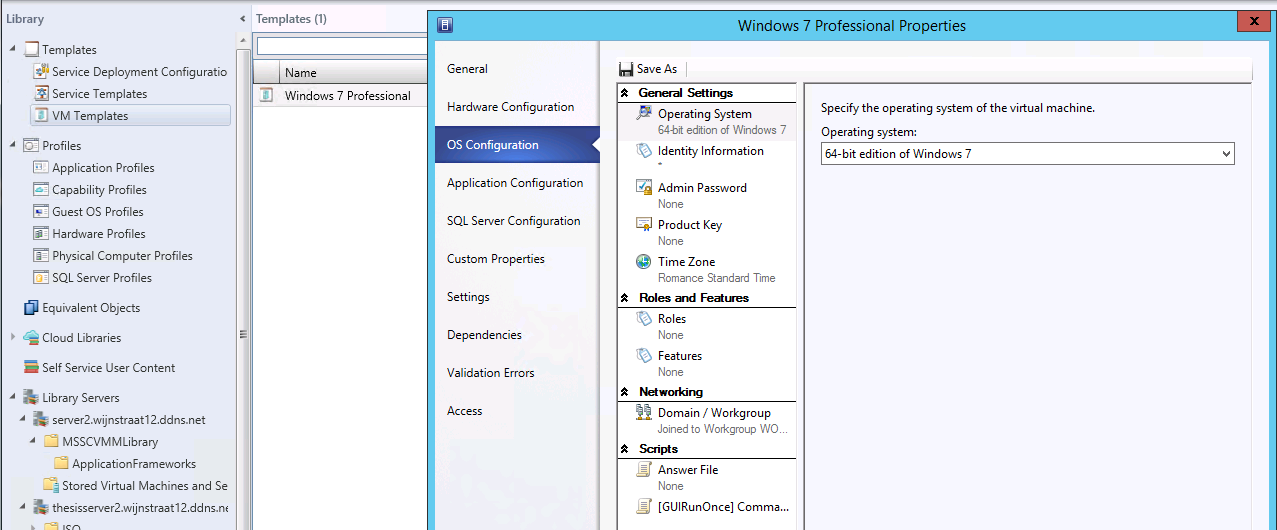 Library
Templates
Service Deployment Configuratio
Service Templates
VM Templates
Profiles
Application Profiles
Capability Profiles
Guest OS Profiles
Hardware Profiles
Physical Computer Profiles
SQL Server Profiles
Equivalent Objects
Cloud Libraries
Self Service User Content
Library Servers
server2.wijnstraat12.ddns.net
MSSCVMMLibrary
ApplicationFrameworks
Stored Virtual Machines and Se
thesisserver2.wijnstraat12.ddns.ne
ISO
Templates (1)
Name
Windows 7 Professional
Windows 7 Professional Properties
General
Hardware Configuration
OS Configuration
Application Configuration
SQL Server Configuration
Custom Properties
Settings
Dependencies
Validation Errors
Access
Save As
General Settings
Operating System
64-bit edition of Windows 7
Identity Information
*
Admin Password
None
Product Key
None
Time Zone
Romance Standard Time
Roles and Features
Roles
None
Features
None
Networking
Domain / Workgroup
Joined to Workgroup WO...
Scripts
Answer File
None
[GUIRunOnce] Comma...
Specify the operating system of the virtual machine.
Operating system:
64-bit edition of Windows 7